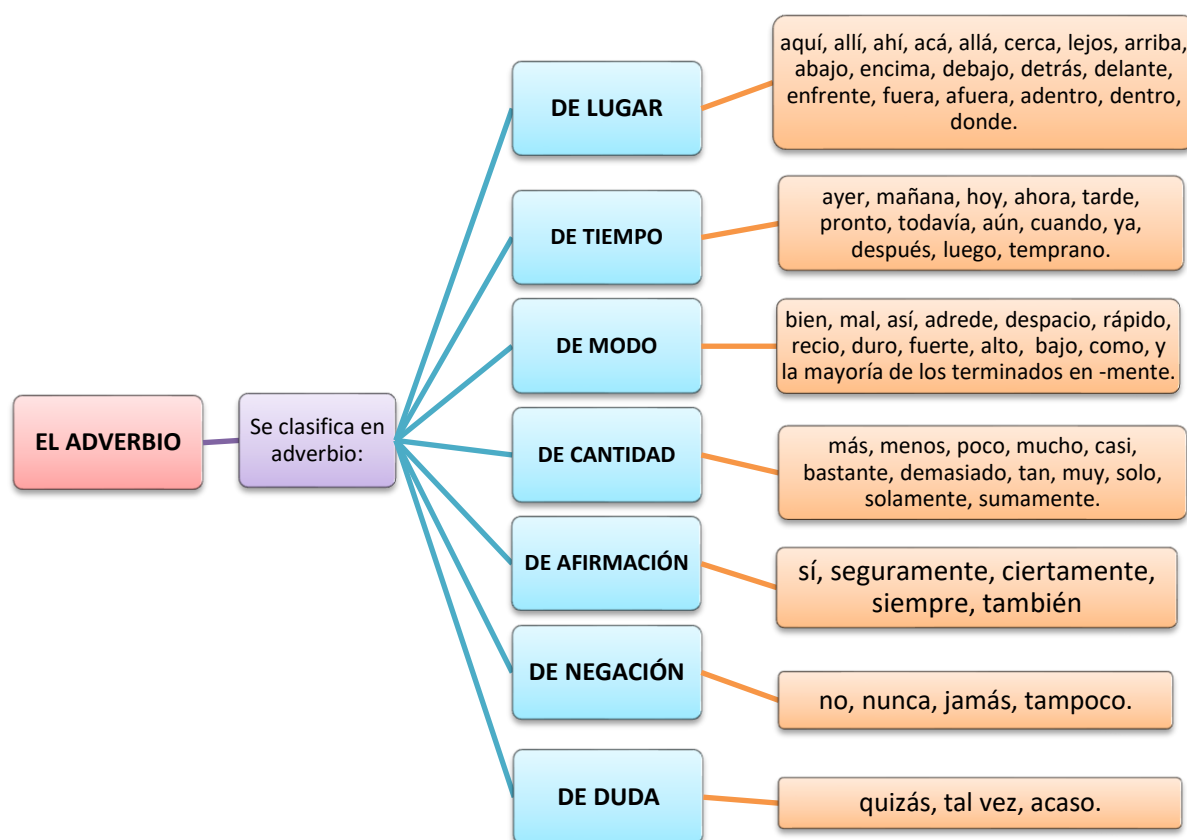 EL ADVERBIO
Se clasifica en
adverbio:
DE LUGAR
aquí, allí, ahí, acá, allá, cerca, lejos, arriba,
abajo, encima, debajo, detrás, delante,
enfrente, fuera, afuera, adentro, dentro,
donde.
DE TIEMPO
ayer, mañana, hoy, ahora, tarde,
pronto, todavía, aún, cuando, ya,
después, luego, temprano.
DE MODO
bien, mal, así, adrede, despacio, rápido,
recio, duro, fuerte, alto, bajo, como, y
la mayoría de los terminados en -mente.
DE CANTIDAD
más, menos, poco, mucho, casi,
bastante, demasiado, tan, muy, solo,
solamente, sumamente.
DE AFIRMACIÓN
sí, seguramente, ciertamente,
siempre, también
DE NEGACIÓN
no, nunca, jamás, tampoco.
DE DUDA
quizás, tal vez, acaso.